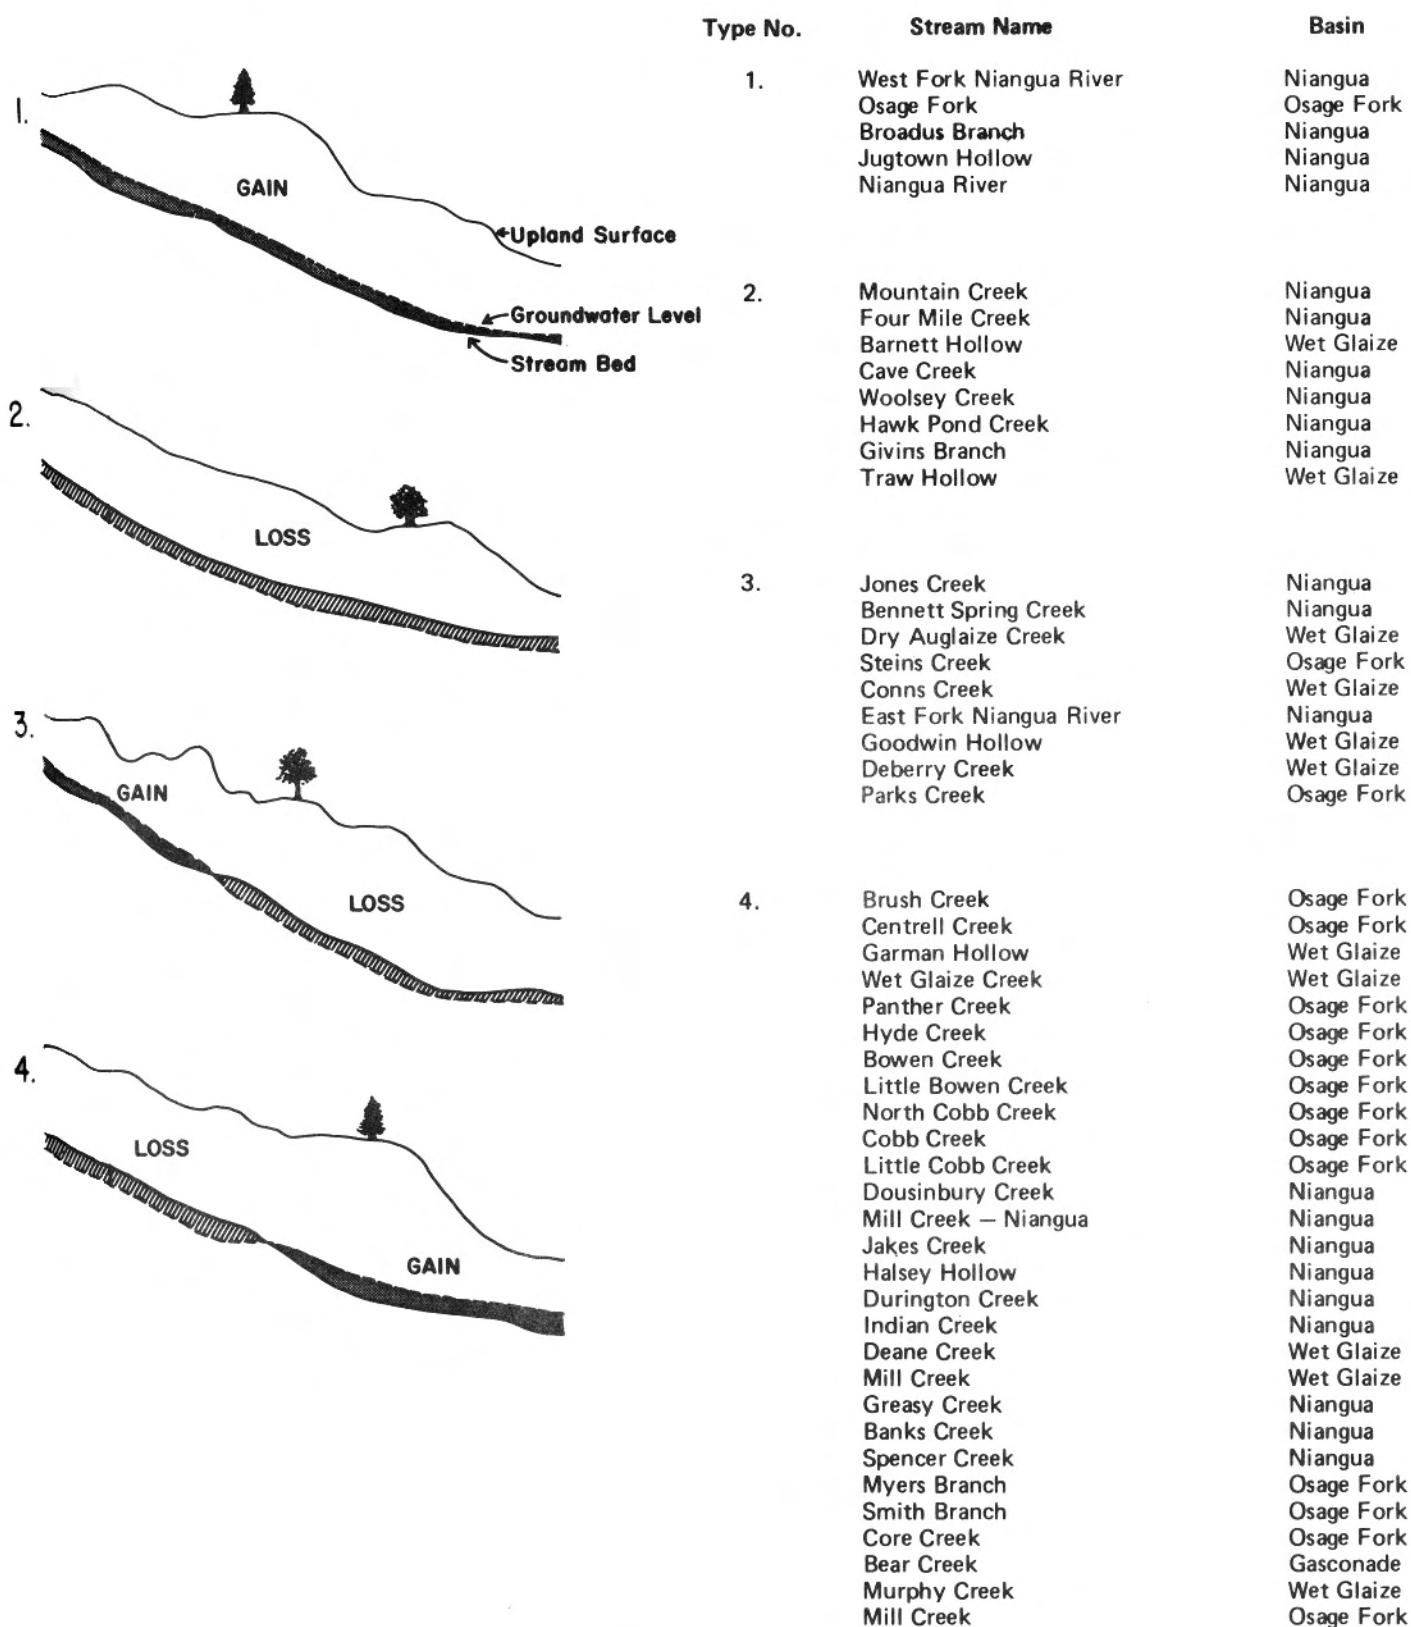 Type No. Stream Name Basin
1. West Fork Niangua River Niangua
Osage Fork Osage Fork
Broadus Branch Niangua
Jugtown Hollow Niangua
Niangua River Niangua
2. Mountain Creek Niangua
Four Mile Creek Niangua
Barnett Hollow Wet Glaize
Cave Creek Niangua
Woolsey Creek Niangua
Hawk Pond Creek Niangua
Givins Branch Niangua
Traw Hollow Wet Glaize
3. Jones Creek Niangua
Bennett Spring Creek Niangua
Dry Auglaize Creek Wet Glaize
Steins Creek Osage Fork
Conns Creek Wet Glaize
East Fork Niangua River Niangua
Goodwin Hollow Wet Glaize
Deberry Creek Wet Glaize
Parks Creek Osage Fork
4. Brush Creek Osage Fork
Centrell Creek Osage Fork
Garman Hollow Wet Glaize
Wet Glaize Creek Wet Glaize
Panther Creek Osage Fork
Hyde Creek Osage Fork
Bowen Creek Osage Fork
Little Bowen Creek Osage Fork
North Cobb Creek Osage Fork
Cobb Creek Osage Fork
Little Cobb Creek Osage Fork
Dousinbury Creek Niangua
Mill Creek — Niangua Niangua
Jakes Creek Niangua
Halsey Hollow Niangua
Durington Creek Niangua
Indian Creek Niangua
Deane Creek Wet Glaize
Mill Creek Wet Glaize
Greasy Creek Niangua
Banks Creek Niangua
Spencer Creek Niangua
Myers Branch Osage Fork
Smith Branch Osage Fork
Core Creek Osage Fork
Bear Creek Gasconade
Murphy Creek Wet Glaize
Mill Creek Osage Fork
1.
GAIN
Upland Surface
Groundwater Level
Stream Bed
2.
LOSS
3.
GAIN
LOSS
4.
LOSS
GAIN